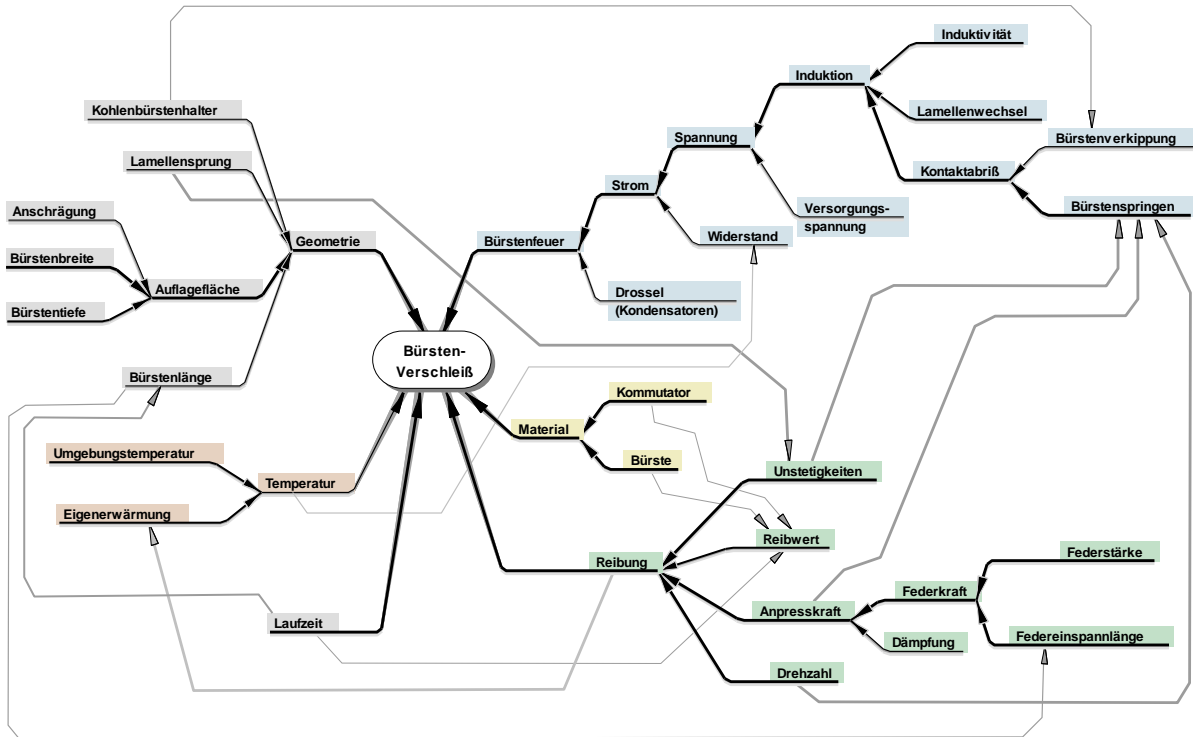 Induktivität
Induktion
Kohlenbürstenhalter
Lamellenwechsel
Spannung
Bürstenverkippung
Lamellensprung
Kontaktabriß
Strom
Anschrägung
Versorgungs-
spannung
Bürstenspringen
Geometrie
Bürstenfeuer
Widerstand
Bürstenbreite
Auflagefläche
Drossel
(Kondensatoren)
Bürstentiefe
Bürsten-
Verschleiß
Bürstenlänge
Kommutator
Material
Umgebungstemperatur
Bürste
Unstetigkeiten
Temperatur
Eigenerwärmung
Reibwert
Reibung
Federstärke
Federkraft
Anpresskraft
Laufzeit
Dämpfung
Federeinspannlänge
Drehzahl